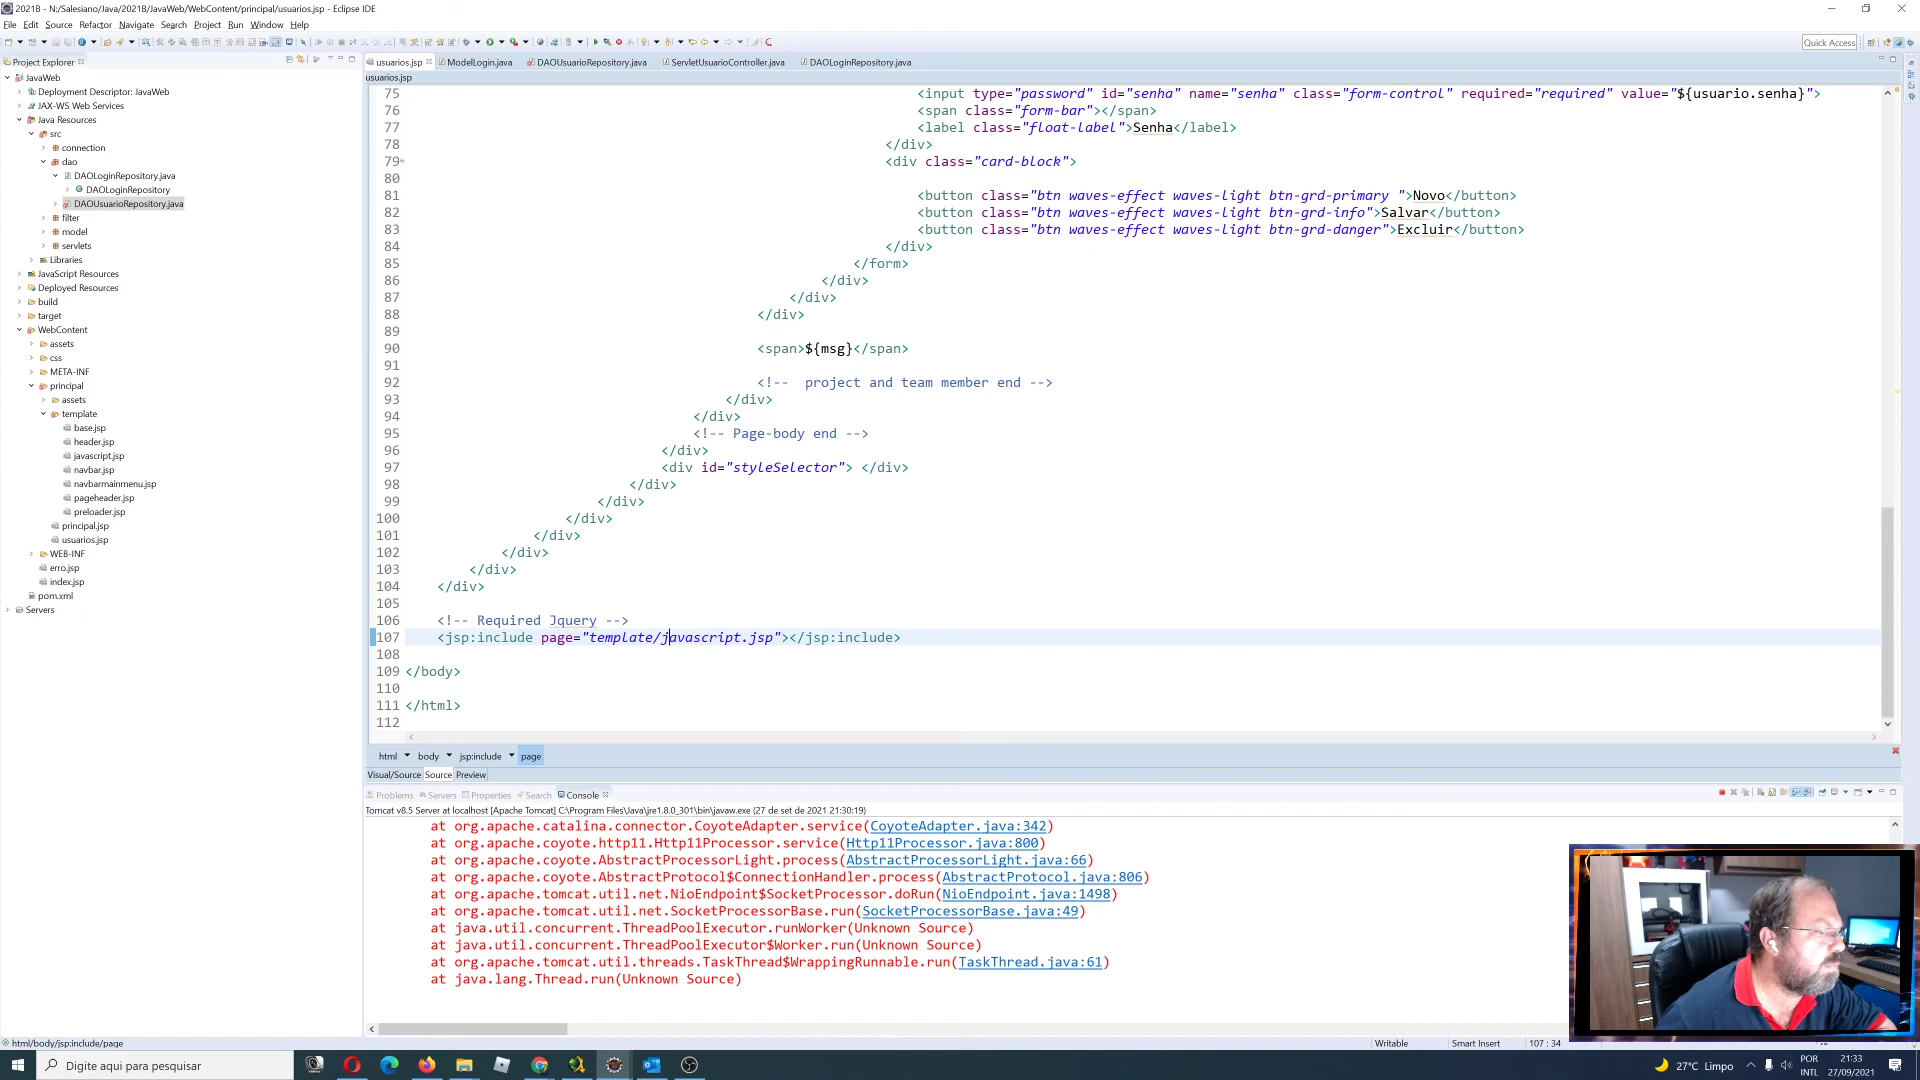 2021B - N:/Salesiano/Java/2021B/JavaWeb/WebContent/principal/usuarios.jsp - Eclipse IDE
File Edit Source Refactor Navigate Search Project Run Window Help
Quick Access
Project Explorer
JavaWeb
Deployment Descriptor: JavaWeb
JAX-WS Web Services
Java Resources
src
connection
dao
DAOLoginRepository.java
DAOLoginRepository
DAOUsuarioRepository.java
filter
model
servlets
Libraries
JavaScript Resources
Deployed Resources
build
target
WebContent
assets
css
META-INF
principal
assets
template
base.jsp
header.jsp
javascript.jsp
navbar.jsp
navbarmainmenu.jsp
pageheader.jsp
preloader.jsp
principal.jsp
usuarios.jsp
WEB-INF
erro.jsp
index.jsp
pom.xml
Servers
usuarios.jsp ModelLogin.java DAOUsuarioRepository.java ServletUsuarioController.java DAOLoginRepository.java
usuarios.jsp
75 <input type="password" id="senha" name="senha" class="form-control" required="required" value="${usuario.senha}">
76 <span class="form-bar"></span>
77 <label class="float-label">Senha</label>
78 </div>
79 <div class="card-block">
80
81 <button class="btn waves-effect waves-light btn-grd-primary ">Novo</button>
82 <button class="btn waves-effect waves-light btn-grd-info">Salvar</button>
83 <button class="btn waves-effect waves-light btn-grd-danger">Excluir</button>
84 </div>
85 </form>
86 </div>
87 </div>
88 </div>
89
90 <span>${msg}</span>
91
92 <!--  project and team member end -->
93 </div>
94 </div>
95 <!-- Page-body end -->
96 </div>
97 <div id="styleSelector"> </div>
98 </div>
99 </div>
100 </div>
101 </div>
102 </div>
103 </div>
104 </div>
105
106 <!-- Required Jquery -->
107 <jsp:include page="template/javascript.jsp"></jsp:include>
108
109 </body>
110
111 </html>
112
html body jsp:include page
Visual/Source Source Preview
Problems Servers Properties Search Console
Tomcat v8.5 Server at localhost [Apache Tomcat] C:\Program Files\Java\jre1.8.0_301\bin\javaw.exe (27 de set de 2021 21:30:19)
at org.apache.catalina.connector.CoyoteAdapter.service(CoyoteAdapter.java:342)
at org.apache.coyote.http11.Http11Processor.service(Http11Processor.java:800)
at org.apache.coyote.AbstractProcessorLight.process(AbstractProcessorLight.java:66)
at org.apache.coyote.AbstractProtocol$ConnectionHandler.process(AbstractProtocol.java:806)
at org.apache.tomcat.util.net.NioEndpoint$SocketProcessor.doRun(NioEndpoint.java:1498)
at org.apache.tomcat.util.net.SocketProcessorBase.run(SocketProcessorBase.java:49)
at java.util.concurrent.ThreadPoolExecutor.runWorker(Unknown Source)
at java.util.concurrent.ThreadPoolExecutor$Worker.run(Unknown Source)
at org.apache.tomcat.util.threads.TaskThread$WrappingRunnable.run(TaskThread.java:61)
at java.lang.Thread.run(Unknown Source)
html/body/jsp:include/page
Writable Smart Insert 107 : 34
Digite aqui para pesquisar
27°C Limpo
POR
INTL
21:33
27/09/2021